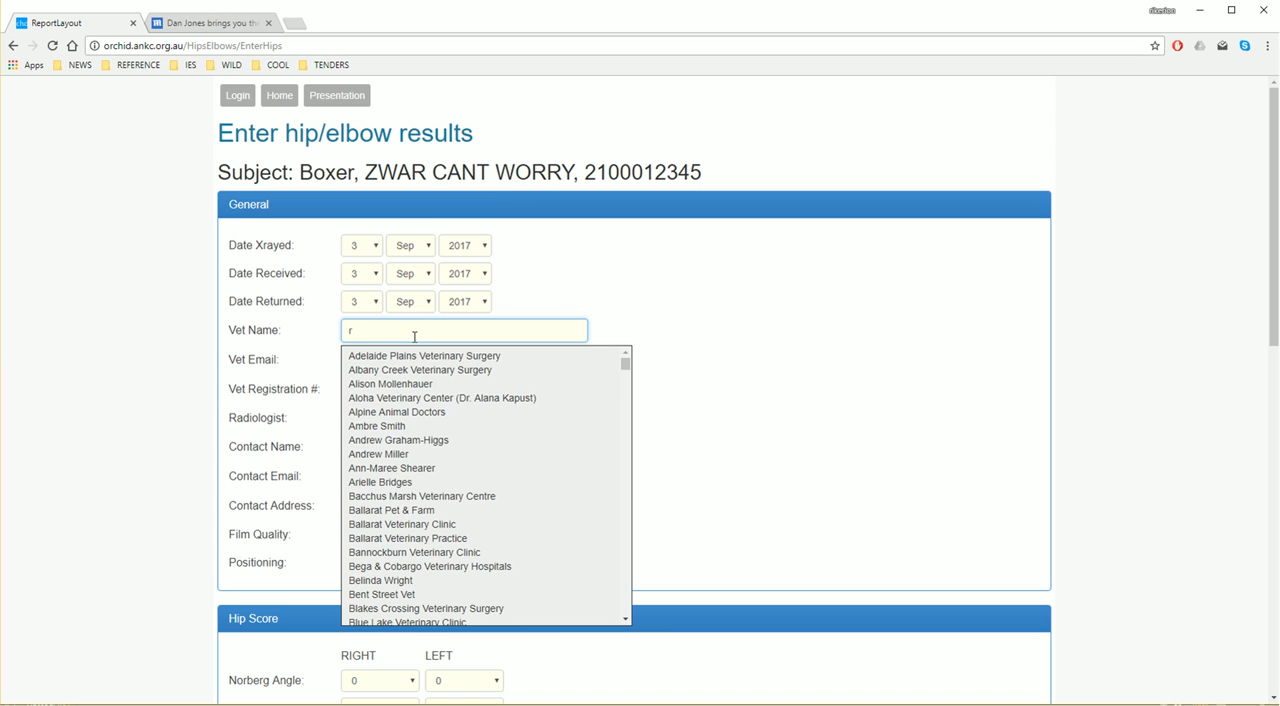 ReportLayout
Dan Jones brings you the
rikesion
orchid.ankc.org.au/HipsElbows/EnterHips
Apps NEWS REFERENCE IES WILD COOL TENDERS
Login Home Presentation
Enter hip/elbow results
Subject: Boxer, ZWAR CANT WORRY, 2100012345
General
Date Xrayed: 3 Sep 2017
Date Received: 3 Sep 2017
Date Returned: 3 Sep 2017
Vet Name: r
Vet Email:
Vet Registration #:
Radiologist:
Contact Name:
Contact Email:
Contact Address:
Film Quality:
Positioning:
Adelaide Plains Veterinary Surgery
Albany Creek Veterinary Surgery
Alison Mollenhauer
Aloha Veterinary Center (Dr. Alana Kapust)
Alpine Animal Doctors
Ambre Smith
Andrew Graham-Higgs
Andrew Miller
Ann-Maree Shearer
Arielle Bridges
Bacchus Marsh Veterinary Centre
Ballarat Pet & Farm
Ballarat Veterinary Clinic
Ballarat Veterinary Practice
Bannockburn Veterinary Clinic
Bega & Cobargo Veterinary Hospitals
Belinda Wright
Bent Street Vet
Blakes Crossing Veterinary Surgery
Blue Lake Veterinary Clinic
Hip Score
RIGHT LEFT
Norberg Angle: 0 0